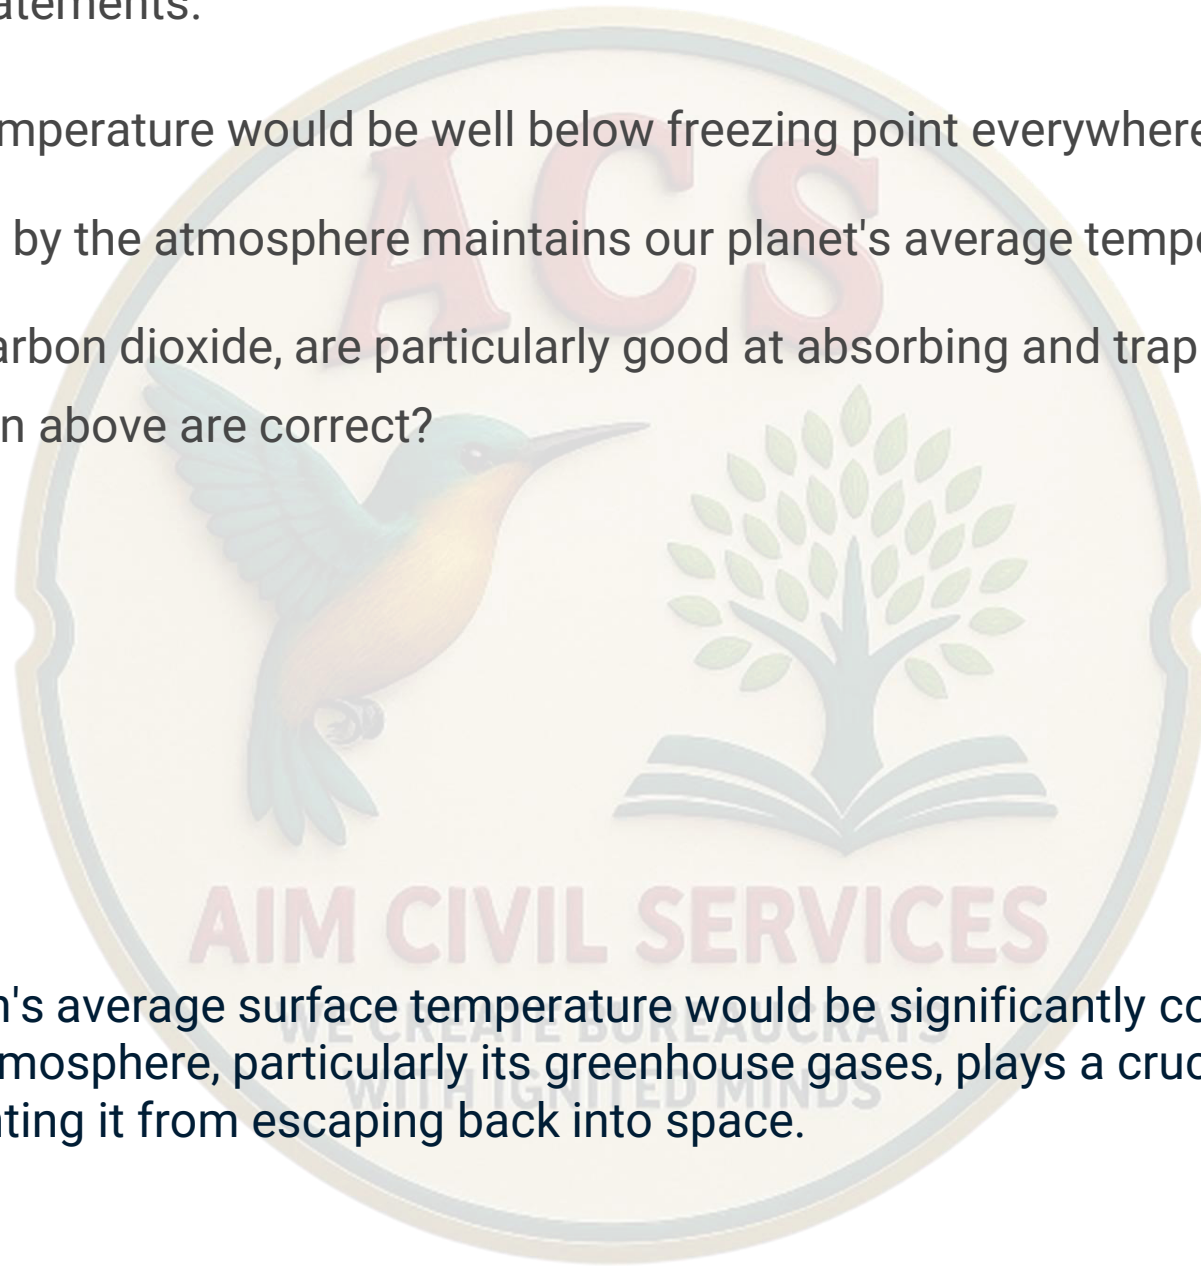 atements.
mperature would be well below freezing point everywhere
by the atmosphere maintains our planet's average tempe
arbon dioxide, are particularly good at absorbing and trap
n above are correct?
ACS
AIM CIVIL SERVICES
n's average surface temperature would be significantly co
WE CREATE BUREAUCRATS
mosphere, particularly its greenhouse gases, plays a cruc
WITH IGNITED MINDS
nting it from escaping back into space.